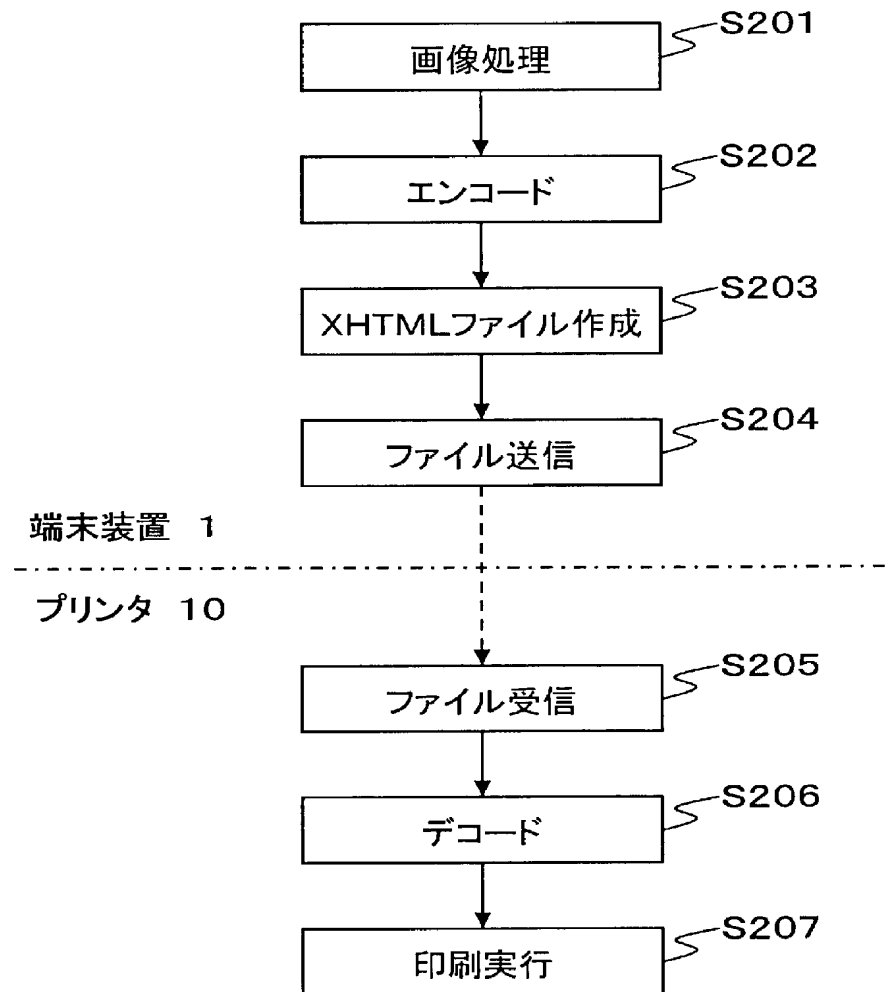 S201
画像処理
S202
エンコード
S203
XHTMLファイル作成
S204
ファイル送信
端末装置 1
プリンタ 10
S205
ファイル受信
S206
デコード
S207
印刷実行